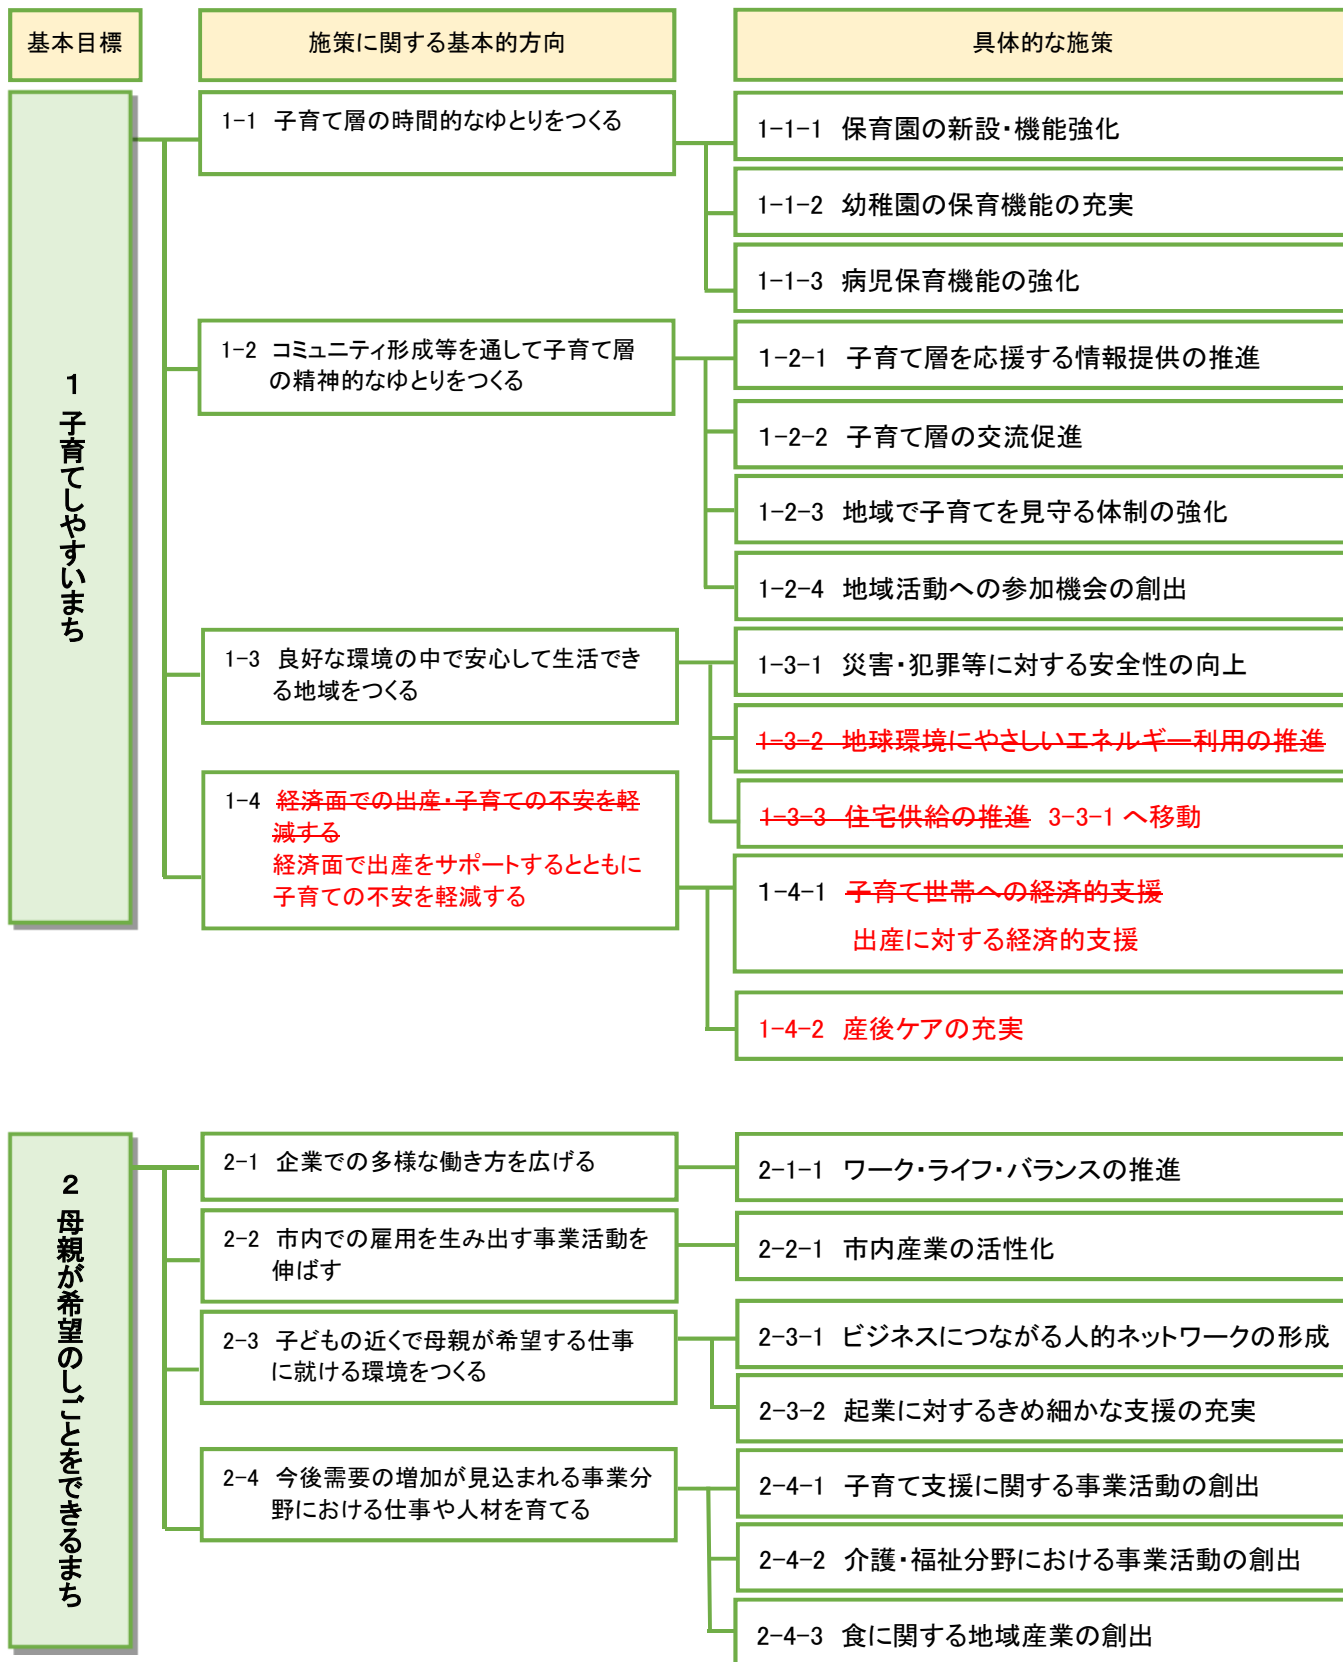 基本目標
施策に関する基本的方向
具体的な施策
1 子育てしやすいまち
1-1 子育て層の時間的なゆとりをつくる
1-1-1 保育園の新設・機能強化
1-1-2 幼稚園の保育機能の充実
1-1-3 病児保育機能の強化
1-2 コミュニティ形成等を通して子育て層
の精神的なゆとりをつくる
1-2-1 子育て層を応援する情報提供の推進
1-2-2 子育て層の交流促進
1-2-3 地域で子育てを見守る体制の強化
1-2-4 地域活動への参加機会の創出
1-3 良好な環境の中で安心して生活でき
る地域をつくる
1-3-1 災害・犯罪等に対する安全性の向上
1-3-2 地球環境にやさしいエネルギー利用の推進
1-3-3 住宅供給の推進 3-3-1 へ移動
1-4 経済面での出産・子育ての不安を軽
減する
経済面で出産をサポートするとともに
子育ての不安を軽減する
1-4-1 子育て世帯への経済的支援
出産に対する経済的支援
1-4-2 産後ケアの充実
2 母親が希望のしごとをできるまち
2-1 企業での多様な働き方を広げる
2-1-1 ワーク・ライフ・バランスの推進
2-2 市内での雇用を生み出す事業活動を
伸ばす
2-2-1 市内産業の活性化
2-3 子どもの近くで母親が希望する仕事
に就ける環境をつくる
2-3-1 ビジネスにつながる人的ネットワークの形成
2-3-2 起業に対するきめ細かな支援の充実
2-4 今後需要の増加が見込まれる事業分
野における仕事や人材を育てる
2-4-1 子育て支援に関する事業活動の創出
2-4-2 介護・福祉分野における事業活動の創出
2-4-3 食に関する地域産業の創出